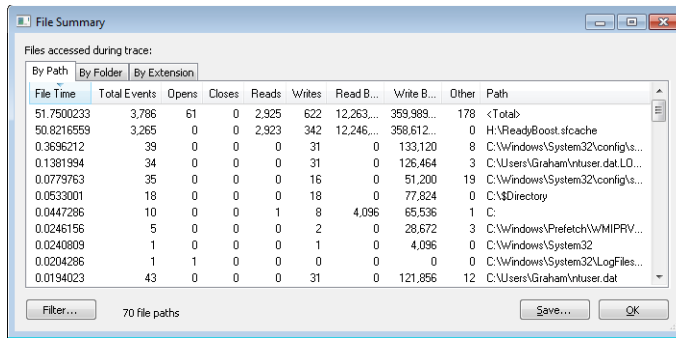 File Summary
Files accessed during trace:
By Path By Folder By Extension
File Time Total Events Opens Closes Reads Writes Read B... Write B... Other Path
51.7500233 3,786 61 0 2,925 622 12,263,... 359,989... 178 <Total>
50.8216559 3,265 0 0 2,923 342 12,246,... 358,612... 0 H:\ReadyBoost.sfcache
0.3696212 39 0 0 0 31 0 133,120 8 C:\Windows\System32\config\s...
0.1381994 34 0 0 0 31 0 126,464 3 C:\Users\Graham\ntuser.dat.LO...
0.0779763 35 0 0 0 16 0 51,200 19 C:\Windows\System32\config\s...
0.0533001 18 0 0 0 18 0 77,824 0 C:\$Directory
0.0447286 10 0 0 1 8 4,096 65,536 1 C:
0.0246156 5 0 0 0 2 0 28,672 3 C:\Windows\Prefetch\WMIPRV...
0.0240809 1 0 0 0 1 0 4,096 0 C:\Windows\System32
0.0204286 1 1 0 0 0 0 0 0 C:\Windows\System32\LogFiles...
0.0194023 43 0 0 0 31 0 121,856 12 C:\Users\Graham\ntuser.dat
Filter... 70 file paths Save... OK